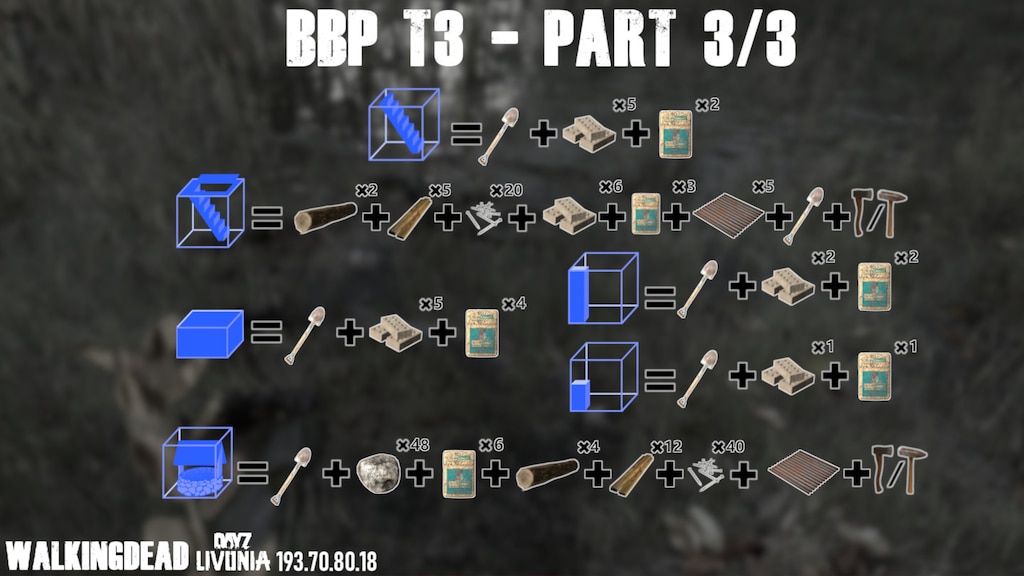 BBP T3 - PART 3/3
= + ×5 + ×2
= ×2 + ×5 + ×20 + ×6 + ×3 + ×5 + +
= + ×2 + ×2
= + ×5 + ×4
= + ×1 + ×1
= + ×48 + ×6 + ×4 + ×12 + ×40 + +
WALKINGDEAD DAYZ LIVONIA 193.70.80.18